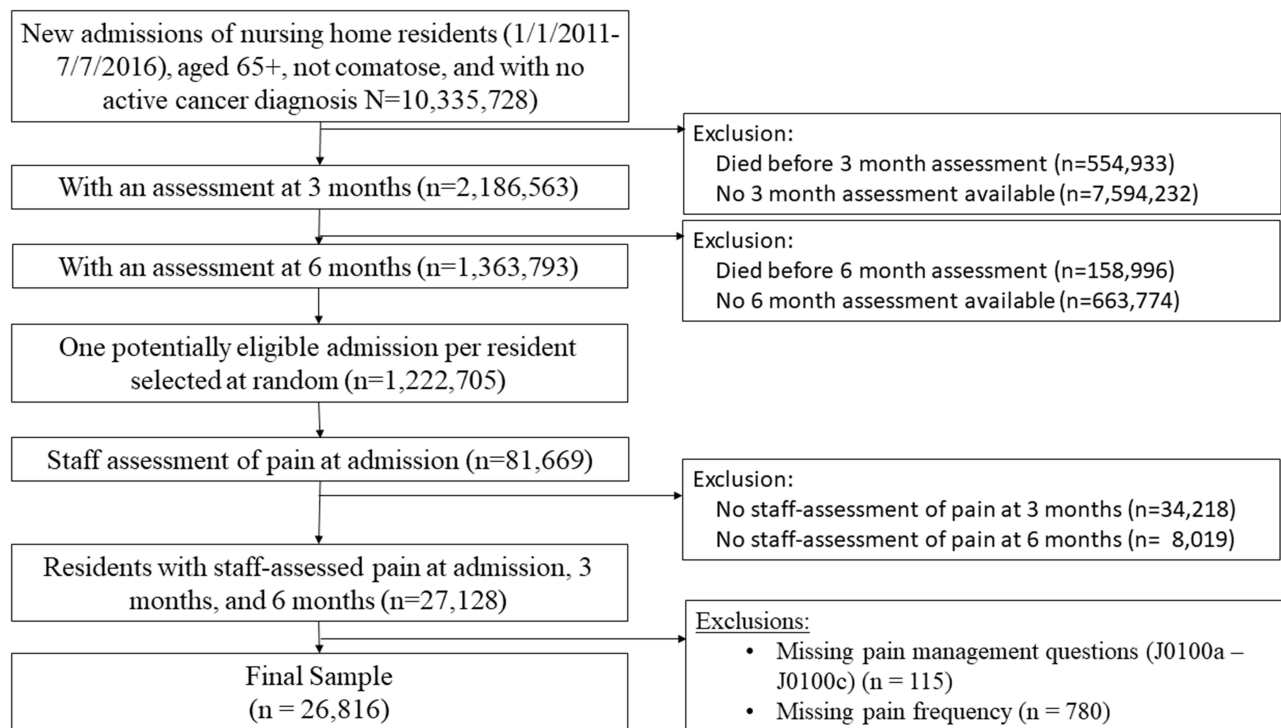 New admissions of nursing home residents (1/1/2011-
7/7/2016), aged 65+, not comatose, and with no
active cancer diagnosis N=10,335,728)
Exclusion:
Died before 3 month assessment (n=554,933)
No 3 month assessment available (n=7,594,232)
With an assessment at 3 months (n=2,186,563)
Exclusion:
Died before 6 month assessment (n=158,996)
No 6 month assessment available (n=663,774)
With an assessment at 6 months (n=1,363,793)
One potentially eligible admission per resident
selected at random (n=1,222,705)
Staff assessment of pain at admission (n=81,669)
Exclusion:
No staff-assessment of pain at 3 months (n=34,218)
No staff-assessment of pain at 6 months (n= 8,019)
Residents with staff-assessed pain at admission, 3
months, and 6 months (n=27,128)
Exclusions:
• Missing pain management questions (J0100a –
J0100c) (n = 115)
• Missing pain frequency (n = 780)
Final Sample
(n = 26,816)